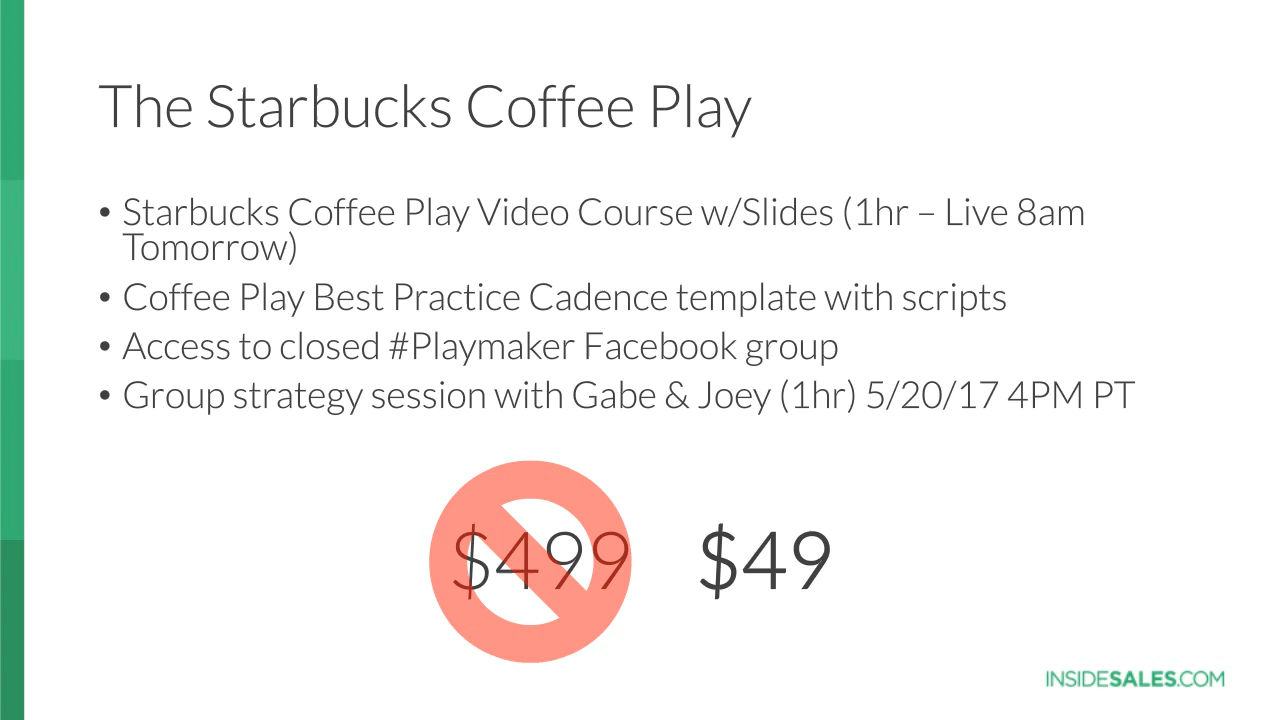 The Starbucks Coffee Play
• Starbucks Coffee Play Video Course w/Slides (1hr – Live 8am
Tomorrow)
• Coffee Play Best Practice Cadence template with scripts
• Access to closed #Playmaker Facebook group
• Group strategy session with Gabe & Joey (1hr) 5/20/17 4PM PT
$499 $49
INSIDESALES.COM